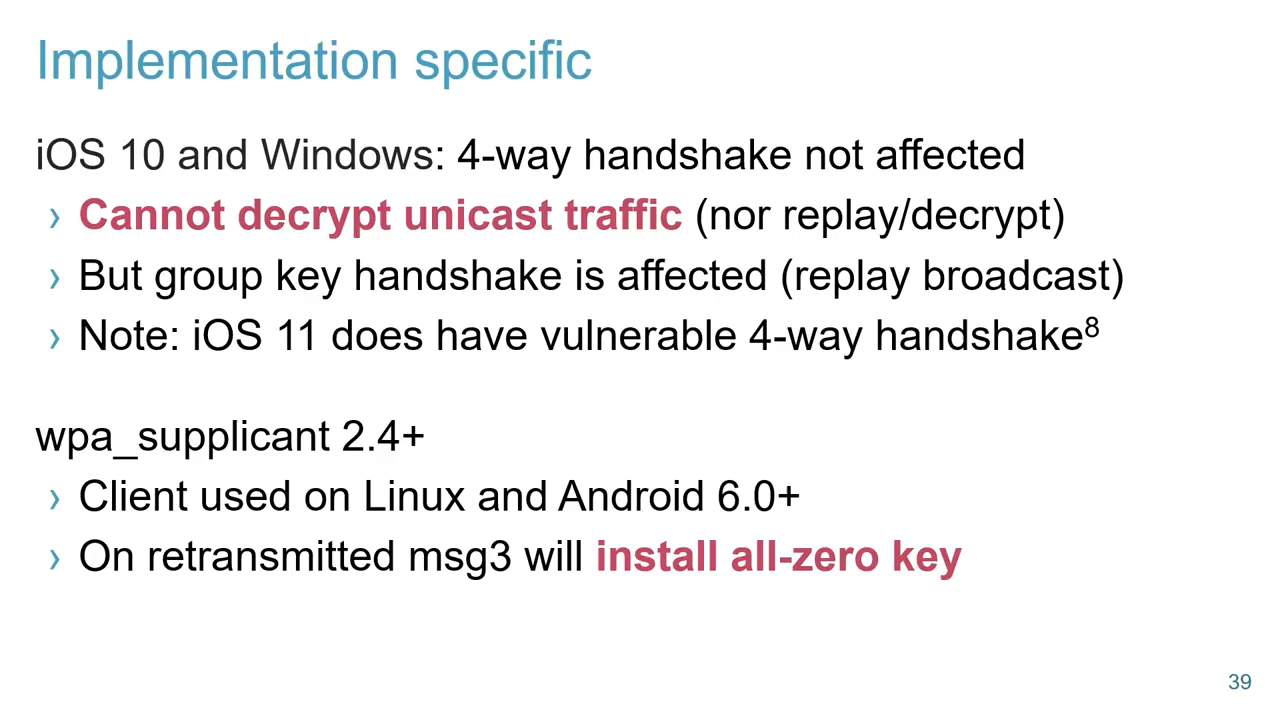 Implementation specific
iOS 10 and Windows: 4-way handshake not affected
› Cannot decrypt unicast traffic (nor replay/decrypt)
› But group key handshake is affected (replay broadcast)
› Note: iOS 11 does have vulnerable 4-way handshake⁸
wpa_supplicant 2.4+
› Client used on Linux and Android 6.0+
› On retransmitted msg3 will install all-zero key
39